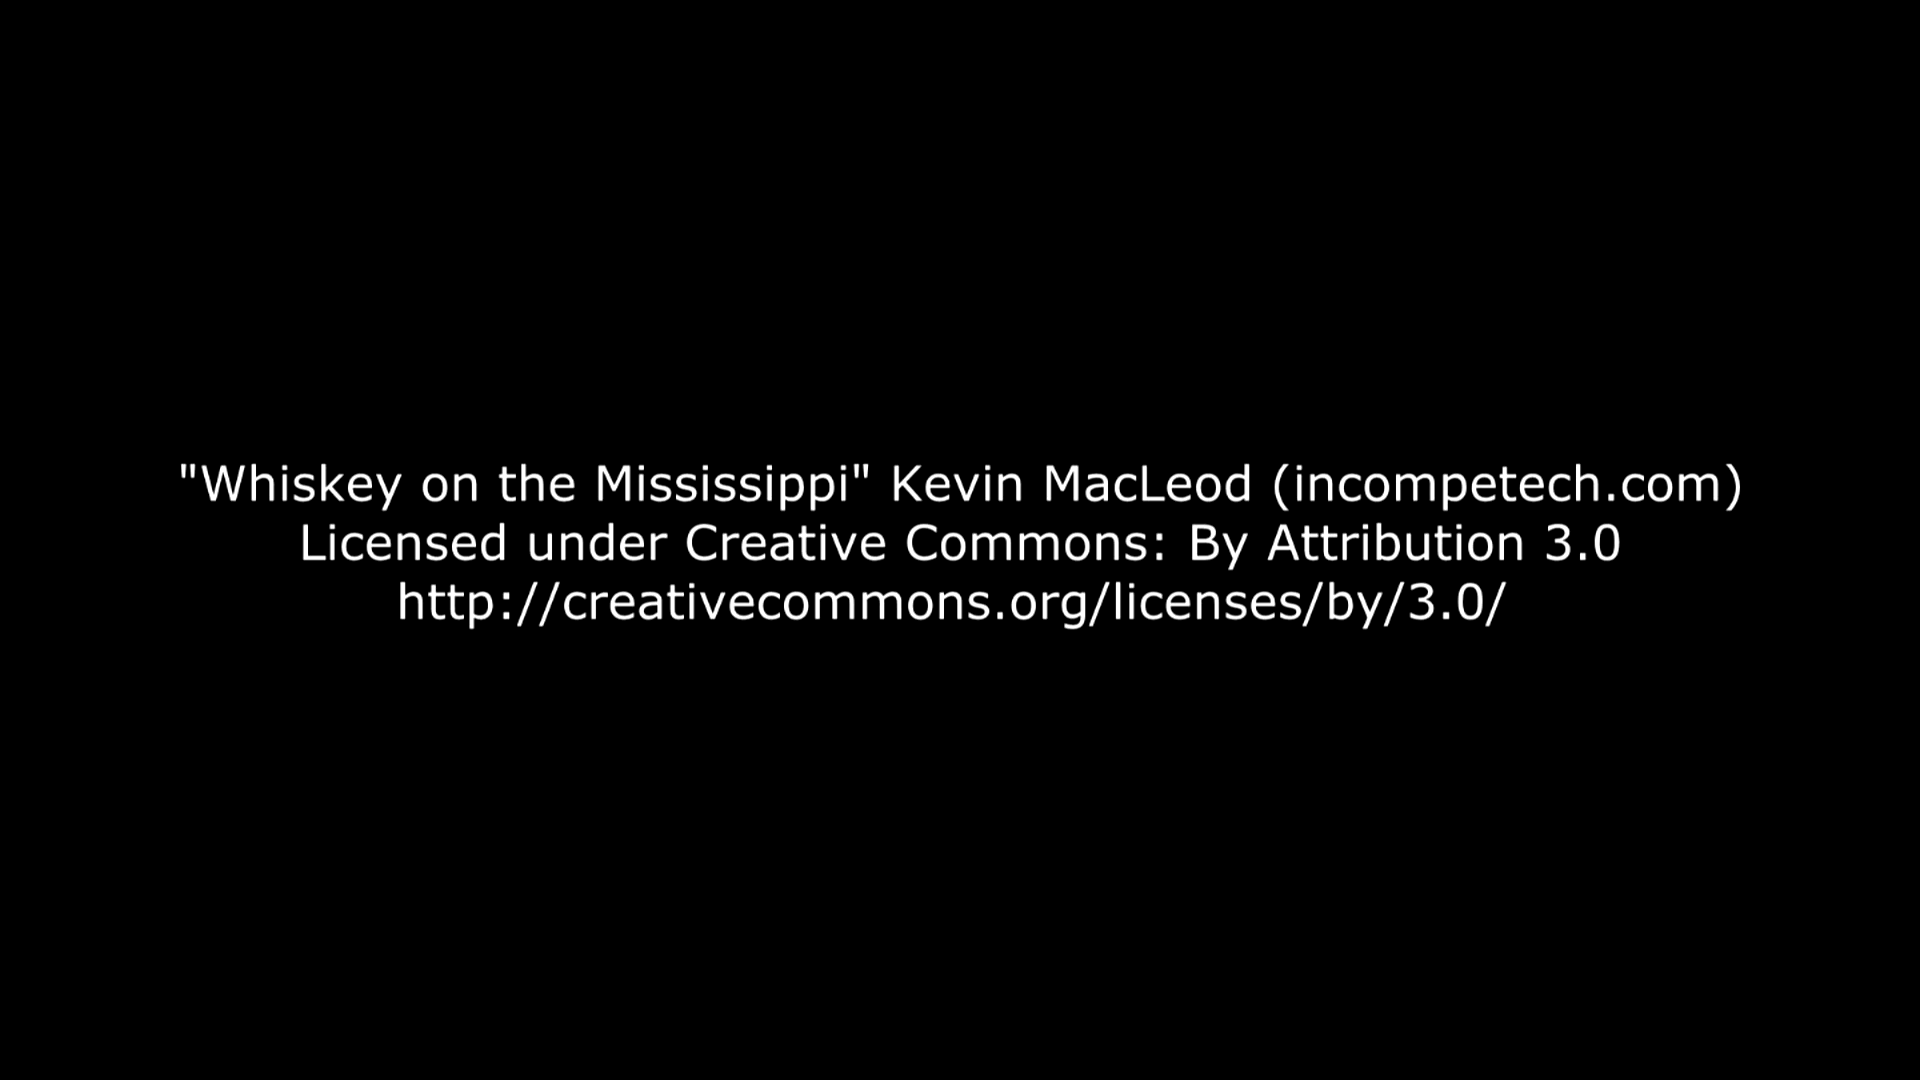 "Whiskey on the Mississippi" Kevin MacLeod (incompetech.com)
Licensed under Creative Commons: By Attribution 3.0
http://creativecommons.org/licenses/by/3.0/